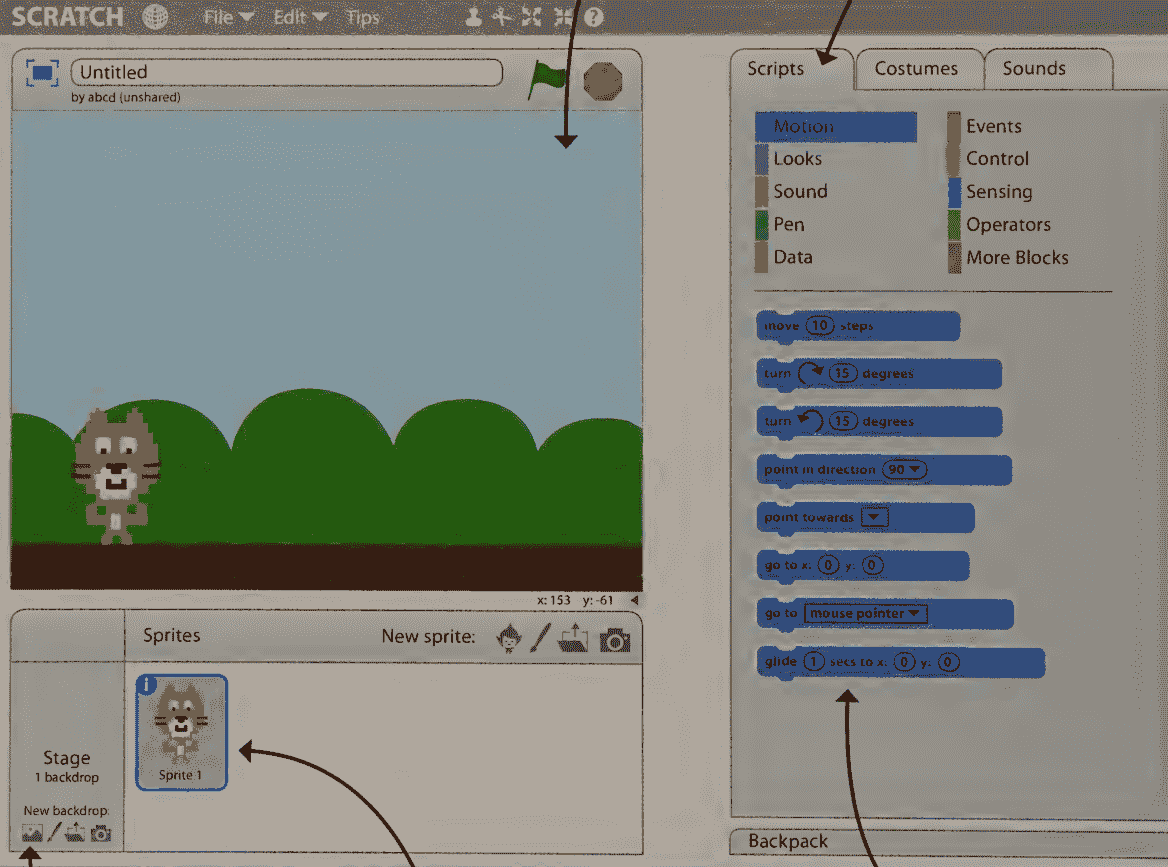 SCRATCH File Edit Tips ?
Untitled
by abcd (unshared)
x: 153 y: -61
Sprites New sprite:
i
Sprite 1
Stage
1 backdrop
New backdrop:
Scripts Costumes Sounds
Motion Events
Looks Control
Sound Sensing
Pen Operators
Data More Blocks
move 10 steps
turn 15 degrees
turn 15 degrees
point in direction 90
point towards
go to x: 0 y: 0
go to mouse pointer
glide 1 secs to x: 0 y: 0
Backpack